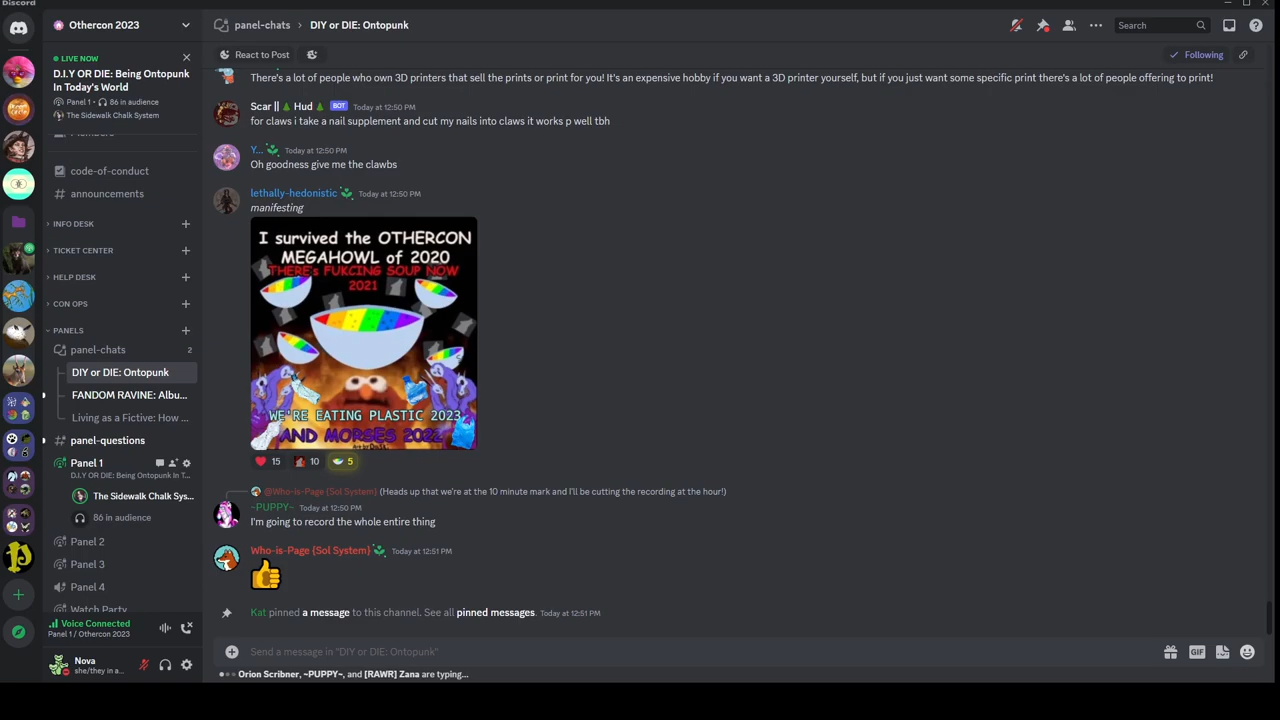 Discord
Othercon 2023
panel-chats
DIY or DIE: Ontopunk
Search
LIVE NOW
D.I.Y OR DIE: Being Ontopunk
In Today's World
Panel 1 • 86 in audience
The Sidewalk Chalk System
React to Post
Following
There's a lot of people who own 3D printers that sell the prints or print for you! It's an expensive hobby if you want a 3D printer yourself, but if you just want some specific print there's a lot of people offering to print!
Members
code-of-conduct
announcements
INFO DESK
TICKET CENTER
HELP DESK
CON OPS
PANELS
panel-chats
2
DIY or DIE: Ontopunk
FANDOM RAVINE: Albu...
Living as a Fictive: How ...
panel-questions
Panel 1
D.I.Y OR DIE: Being Ontopunk In T...
The Sidewalk Chalk Sys...
86 in audience
Panel 2
Panel 3
Panel 4
Watch Party
Voice Connected
Panel 1 / Othercon 2023
Nova
she/they in a...
Scar || Hud BOT Today at 12:50 PM
for claws i take a nail supplement and cut my nails into claws it works p well tbh
Y... Today at 12:50 PM
Oh goodness give me the clawbs
lethally-hedonistic Today at 12:50 PM
manifesting
I survived the OTHERCON
MEGAHOWL of 2020
THERE'S FUKCING SOUP NOW
2021
WE'RE EATING PLASTIC 2023
AND MORSES 2022
15
10
5
@Who-is-Page {Sol System} (Heads up that we're at the 10 minute mark and I'll be cutting the recording at the hour!)
~PUPPY~ Today at 12:50 PM
I'm going to record the whole entire thing
Who-is-Page {Sol System} Today at 12:51 PM
Kat pinned a message to this channel. See all pinned messages. Today at 12:51 PM
Send a message in "DIY or DIE: Ontopunk"
GIF
Orion Scribner, ~PUPPY~, and [RAWR] Zana are typing...